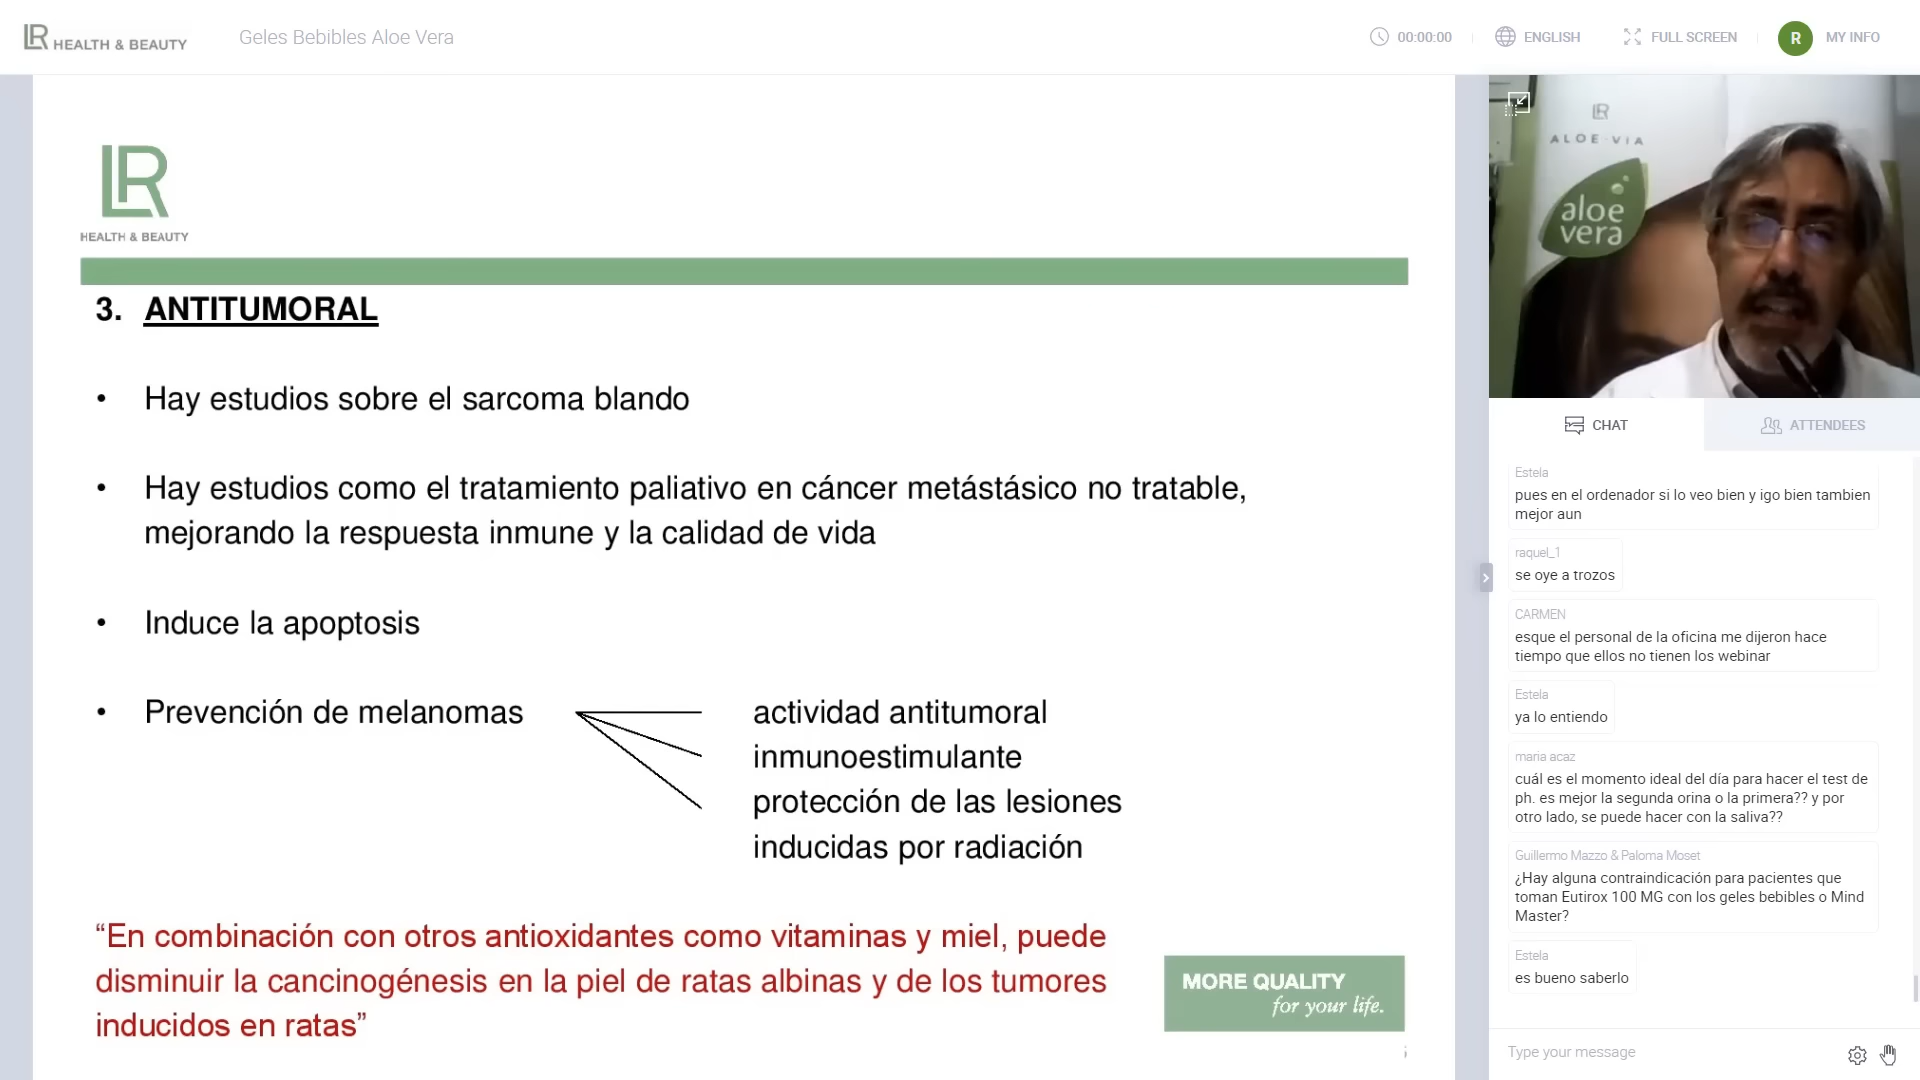 LR HEALTH & BEAUTY
Geles Bebibles Aloe Vera
00:00:00
ENGLISH
FULL SCREEN
R
MY INFO
LR
HEALTH & BEAUTY
3. ANTITUMORAL
• Hay estudios sobre el sarcoma blando
• Hay estudios como el tratamiento paliativo en cáncer metástásico no tratable,
mejorando la respuesta inmune y la calidad de vida
• Induce la apoptosis
• Prevención de melanomas
actividad antitumoral
inmunoestimulante
protección de las lesiones
inducidas por radiación
“En combinación con otros antioxidantes como vitaminas y miel, puede
disminuir la cancinogénesis en la piel de ratas albinas y de los tumores
inducidos en ratas”
MORE QUALITY
for your life.
LR
ALOE VIA
aloe
vera
CHAT
ATTENDEES
Estela
pues en el ordenador si lo veo bien y igo bien tambien
mejor aun
raquel_1
se oye a trozos
CARMEN
esque el personal de la oficina me dijeron hace
tiempo que ellos no tienen los webinar
Estela
ya lo entiendo
maria acaz
cuál es el momento ideal del día para hacer el test de
ph. es mejor la segunda orina o la primera?? y por
otro lado, se puede hacer con la saliva??
Guillermo Mazzo & Paloma Moset
¿Hay alguna contraindicación para pacientes que
toman Eutirox 100 MG con los geles bebibles o Mind
Master?
Estela
es bueno saberlo
Type your message